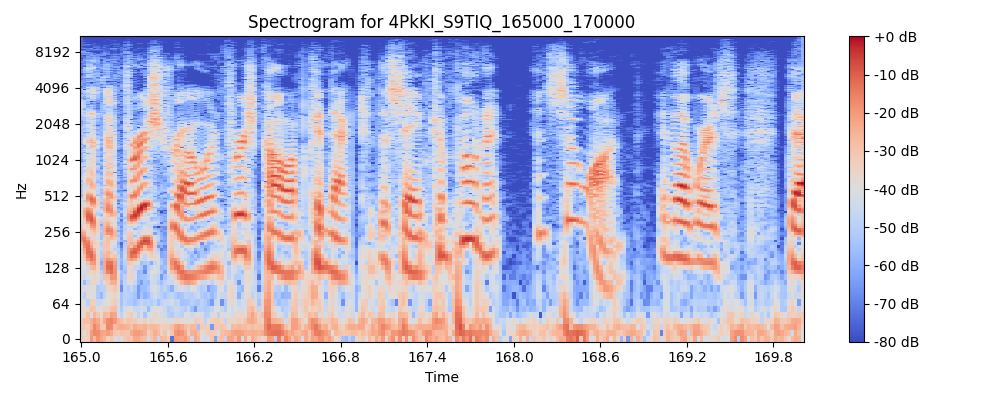 Spectrogram for 4PkKI_S9TIQ_165000_170000
Hz
8192
4096
2048
1024
512
256
128
64
0
165.0 165.6 166.2 166.8 167.4 168.0 168.6 169.2 169.8
Time
+0 dB
-10 dB
-20 dB
-30 dB
-40 dB
-50 dB
-60 dB
-70 dB
-80 dB